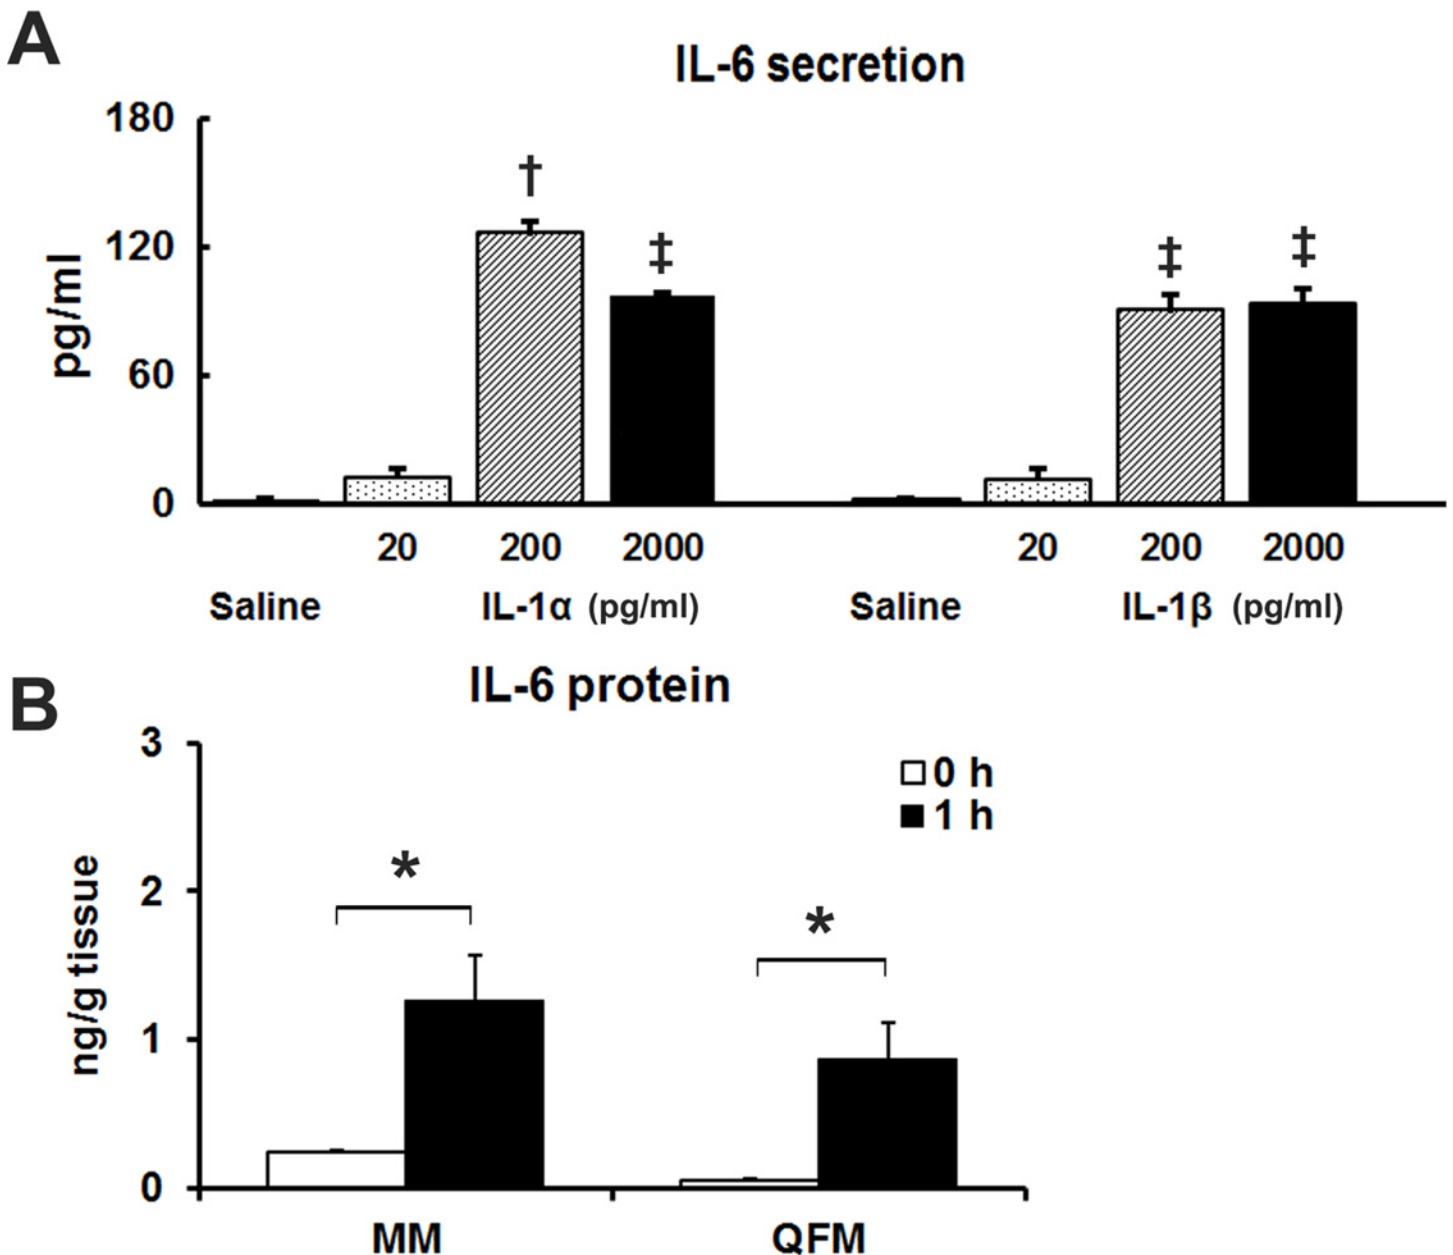 A
IL-6 secretion
180
120
60
0
pg/ml
†
‡
‡
‡
20 200 2000 20 200 2000
Saline IL-1α (pg/ml) Saline IL-1β (pg/ml)
B
IL-6 protein
3
2
1
0
ng/g tissue
0 h
1 h
*
*
MM QFM